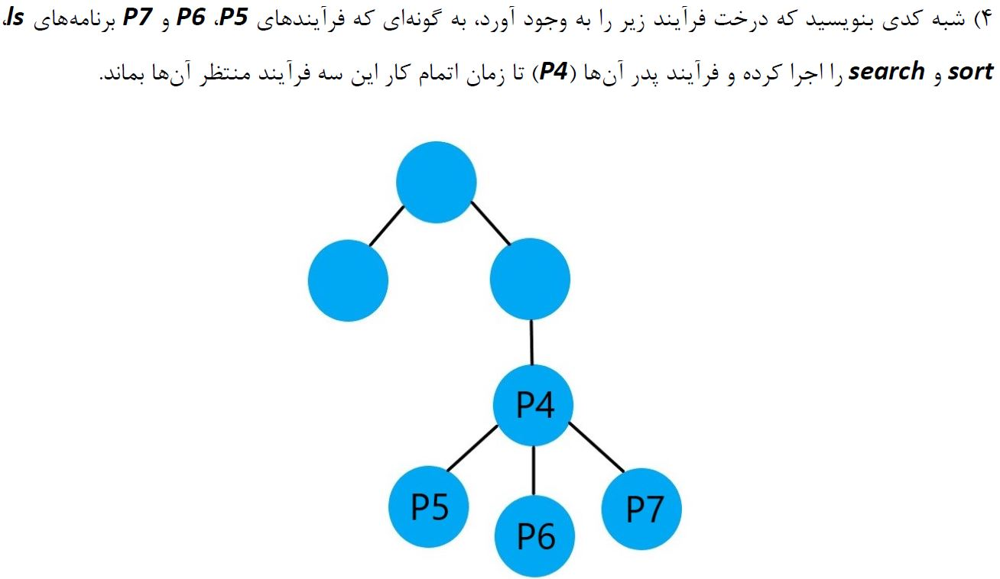 ۴) شبه کدی بنویسید که درخت فرآیند زیر را به وجود آورد، به گونه‌ای که فرآیندهای P5، P6 و P7 برنامه‌های ls،
sort و search را اجرا کرده و فرآیند پدر آن‌ها (P4) تا زمان اتمام کار این سه فرآیند منتظر آن‌ها بماند.
P4
P5
P6
P7